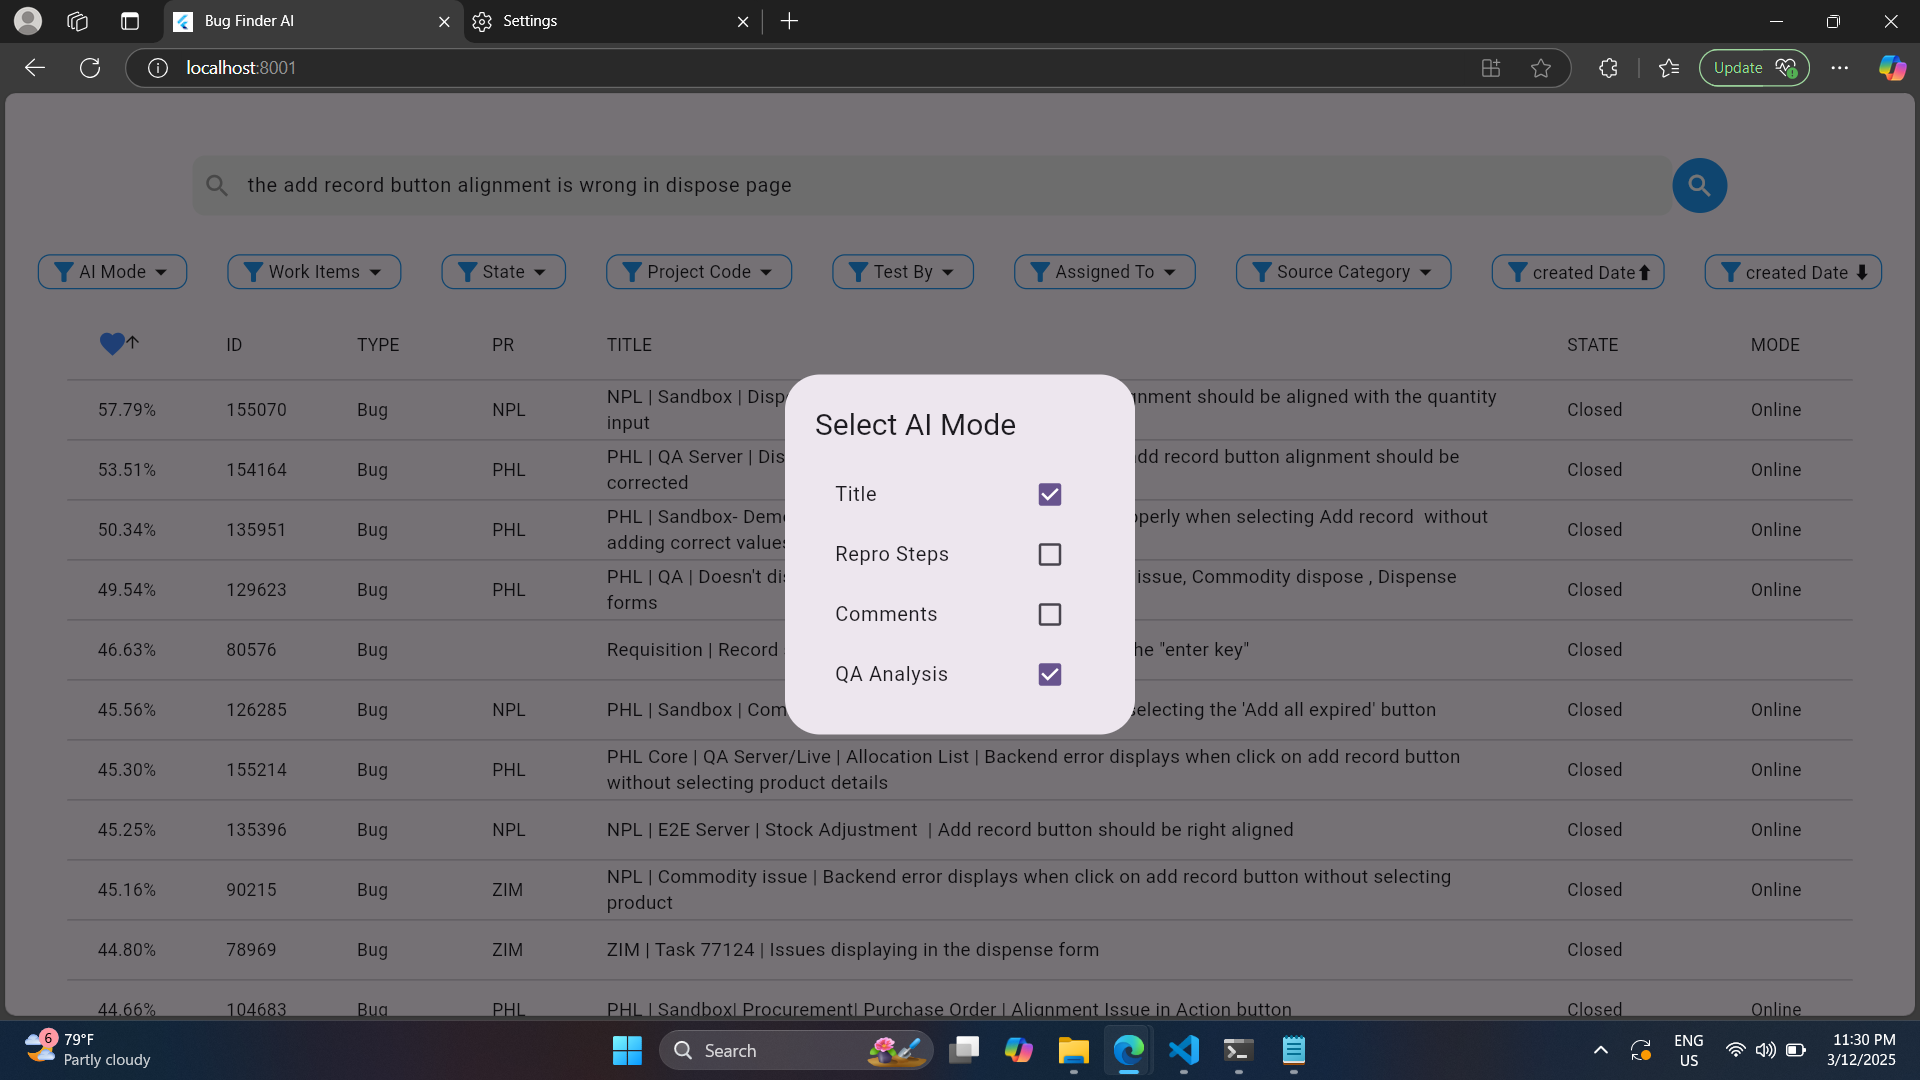 Bug Finder AI
Settings
localhost:8001
Update
the add record button alignment is wrong in dispose page
AI Mode
Work Items
State
Project Code
Test By
Assigned To
Source Category
created Date
created Date
ID TYPE PR TITLE STATE MODE
57.79% 155070 Bug NPL NPL | Sandbox | Disp nment should be aligned with the quantity Closed Online
input
53.51% 154164 Bug PHL PHL | QA Server | Dis dd record button alignment should be Closed Online
corrected
50.34% 135951 Bug PHL PHL | Sandbox- Dem perly when selecting Add record without Closed Online
adding correct values
49.54% 129623 Bug PHL PHL | QA | Doesn't di issue, Commodity dispose , Dispense Closed Online
forms
46.63% 80576 Bug Requisition | Record he "enter key" Closed
45.56% 126285 Bug NPL PHL | Sandbox | Com selecting the 'Add all expired' button Closed Online
45.30% 155214 Bug PHL PHL Core | QA Server/Live | Allocation List | Backend error displays when click on add record button Closed Online
without selecting product details
45.25% 135396 Bug NPL NPL | E2E Server | Stock Adjustment | Add record button should be right aligned Closed Online
45.16% 90215 Bug ZIM NPL | Commodity issue | Backend error displays when click on add record button without selecting Closed Online
product
44.80% 78969 Bug ZIM ZIM | Task 77124 | Issues displaying in the dispense form Closed
44.66% 104683 Bug PHL PHL | Sandbox| Procurement| Purchase Order | Alignment Issue in Action button Closed Online
Select AI Mode
Title
Repro Steps
Comments
QA Analysis
6
79°F
Partly cloudy
Search
ENG
US
11:30 PM
3/12/2025